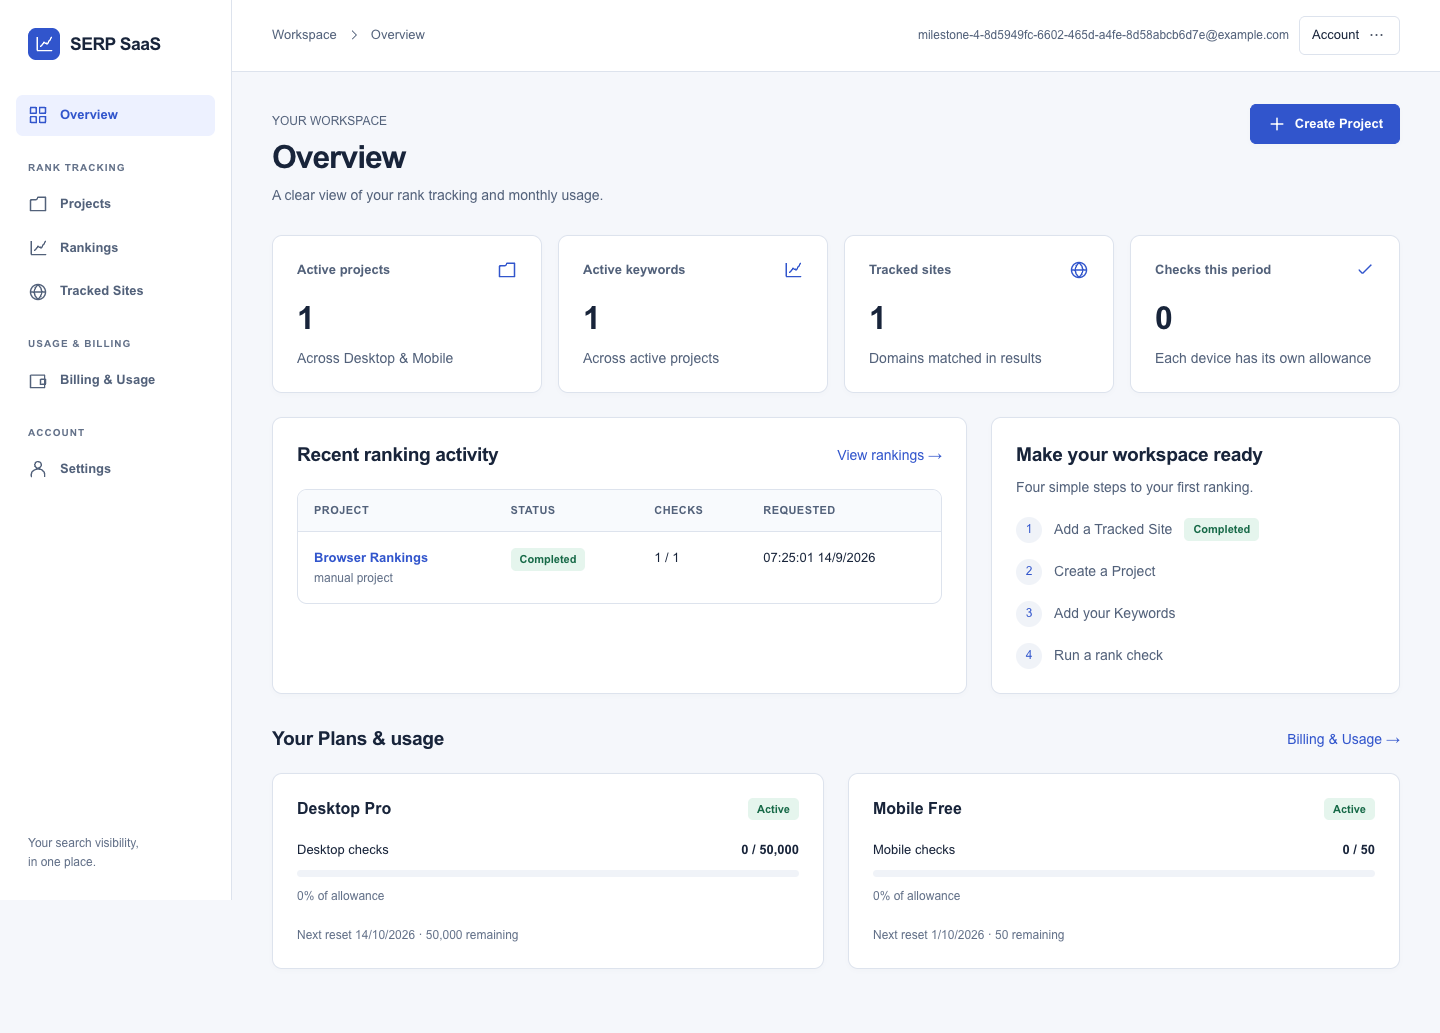 SERP SaaS
Overview
RANK TRACKING
Projects
Rankings
Tracked Sites
USAGE & BILLING
Billing & Usage
ACCOUNT
Settings
Your search visibility,
in one place.
Workspace > Overview
milestone-4-8d5949fc-6602-465d-a4fe-8d58abcb6d7e@example.com
Account ···
YOUR WORKSPACE
Overview
A clear view of your rank tracking and monthly usage.
+ Create Project
Active projects
1
Across Desktop & Mobile
Active keywords
1
Across active projects
Tracked sites
1
Domains matched in results
Checks this period
0
Each device has its own allowance
Recent ranking activity
View rankings →
PROJECT STATUS CHECKS REQUESTED
Browser Rankings Completed 1 / 1 07:25:01 14/9/2026
manual project
Make your workspace ready
Four simple steps to your first ranking.
1 Add a Tracked Site Completed
2 Create a Project
3 Add your Keywords
4 Run a rank check
Your Plans & usage
Billing & Usage →
Desktop Pro Active
Desktop checks 0 / 50,000
0% of allowance
Next reset 14/10/2026 · 50,000 remaining
Mobile Free Active
Mobile checks 0 / 50
0% of allowance
Next reset 1/10/2026 · 50 remaining